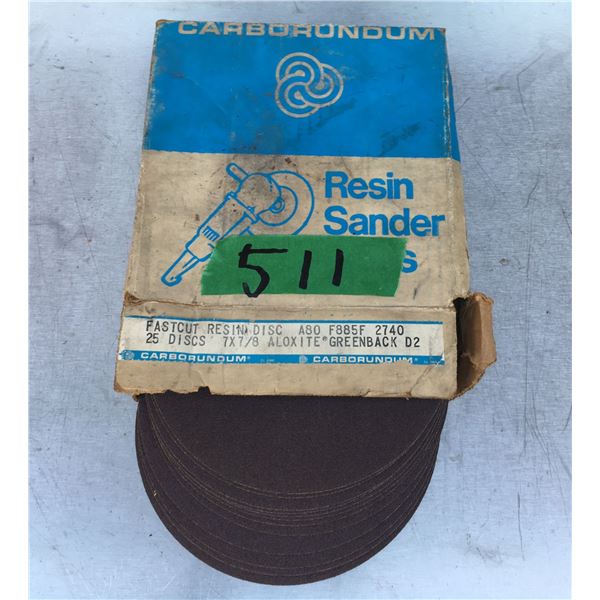 CARBORUNDUM
Resin
Sander
511
FASTCUT RESIN DISC A80 F885F 2740
25 DISCS 7X7/8 ALOXITE® GREENBACK D2
CARBORUNDUM® CARBORUNDUM®